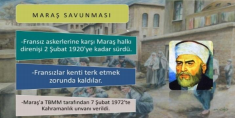 MARAŞ SAVUNMASI
-Fransız askerlerine karşı Maraş halkı
direnişi 2 Şubat 1920'ye kadar sürdü.
-Fransızlar kenti terk etmek
zorunda kaldılar.
-Maraş'a TBMM tarafından 7 Şubat 1972'te
Kahramanlık unvanı verildi.